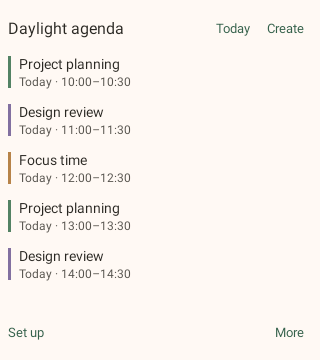 Daylight agenda Today Create
Project planning
Today · 10:00–10:30
Design review
Today · 11:00–11:30
Focus time
Today · 12:00–12:30
Project planning
Today · 13:00–13:30
Design review
Today · 14:00–14:30
Set up More